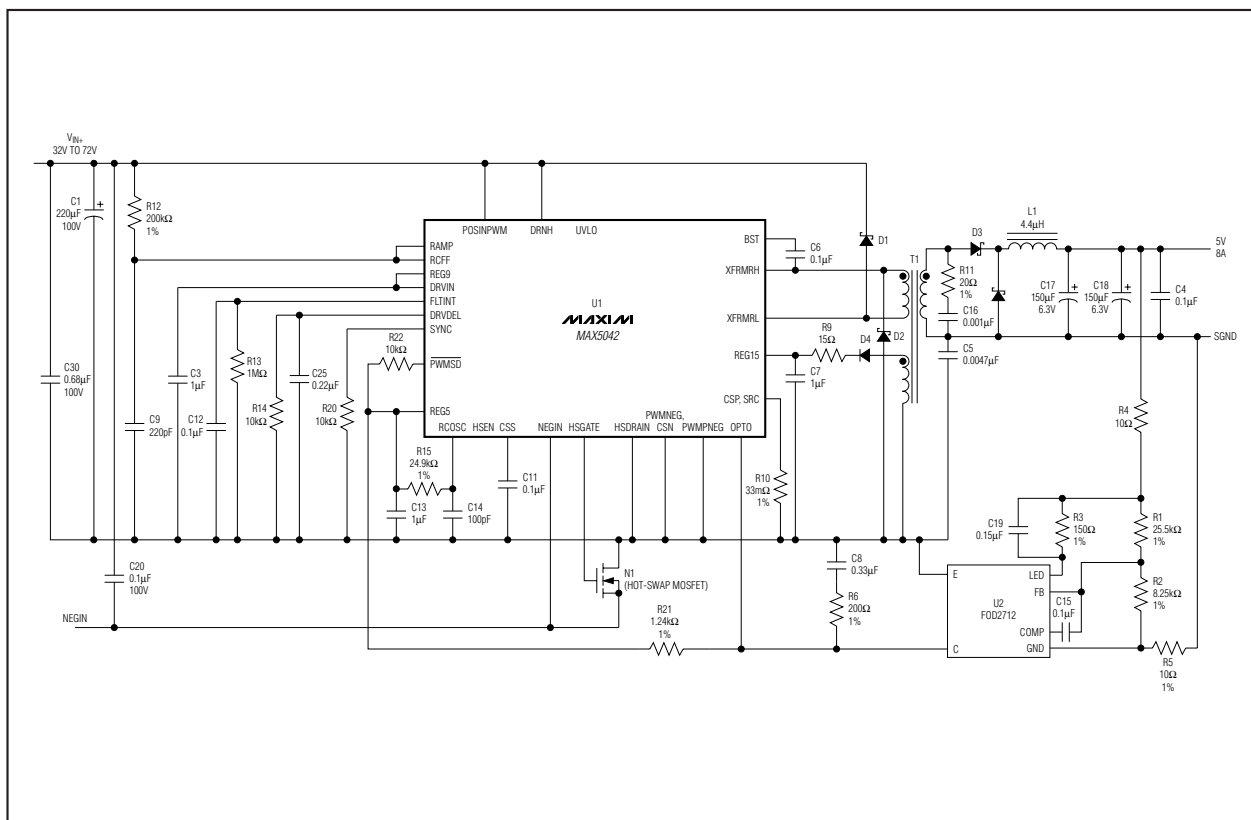 VIN+
32V TO 72V
C1
220µF
100V
R12
200kΩ
1%
C30
0.68µF
100V
C9
220pF
C3
1µF
C12
0.1µF
R13
1MΩ
R14
10kΩ
C25
0.22µF
R20
10kΩ
R22
10kΩ
C20
0.1µF
100V
NEGIN
POSINPWM
DRNH
UVLO
RAMP
RCFF
REG9
DRVIN
FLTINT
DRVDEL
SYNC
PWMSD
REG5
U1
MAXIM
MAX5042
BST
XFRMRH
XFRMRL
REG15
CSP, SRC
RCOSC
HSEN
CSS
NEGIN
HSGATE
HSDRAIN
PWMNEG,
CSN
PWMPNEG
OPTO
R15
24.9kΩ
1%
C13
1µF
C14
100pF
C11
0.1µF
N1
(HOT-SWAP MOSFET)
R21
1.24kΩ
1%
C6
0.1µF
D1
T1
D2
R9
15Ω
D4
C7
1µF
R10
33mΩ
1%
C8
0.33µF
R6
200Ω
1%
D3
L1
4.4µH
R11
20Ω
1%
C16
0.001µF
C5
0.0047µF
C17
150µF
6.3V
C18
150µF
6.3V
C4
0.1µF
5V
8A
SGND
R4
10Ω
C19
0.15µF
R3
150Ω
1%
R1
25.5kΩ
1%
R2
8.25kΩ
1%
C15
0.1µF
R5
10Ω
1%
E
C
U2
FOD2712
LED
FB
COMP
GND